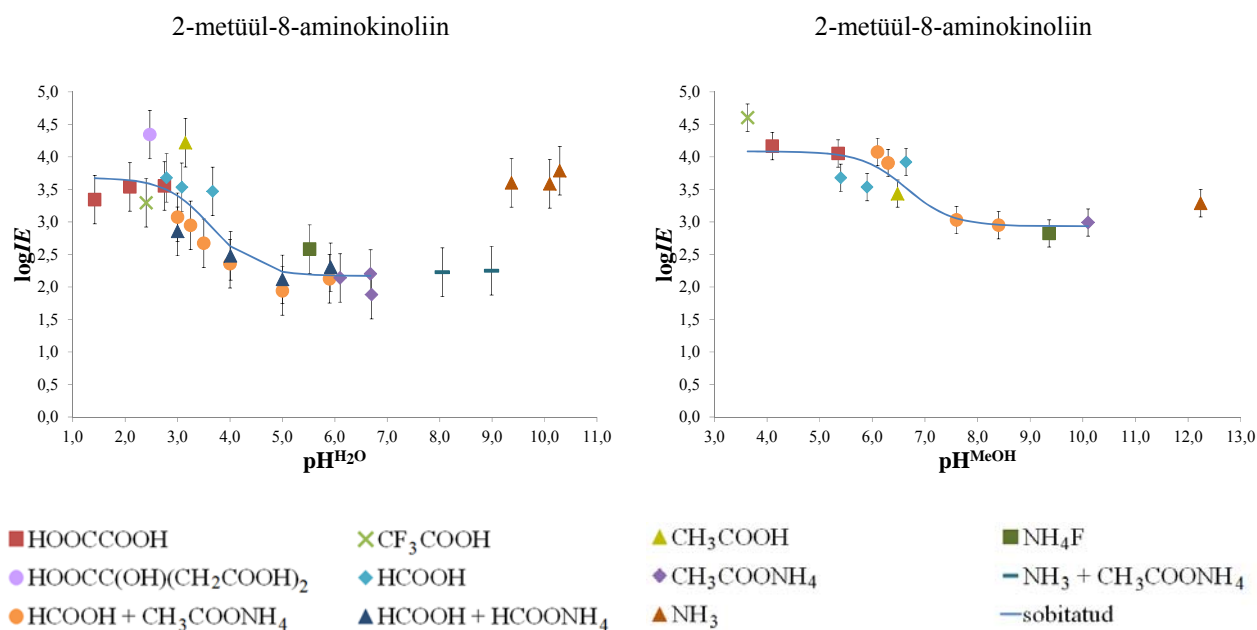 2-metüül-8-aminokinoliin
2-metüül-8-aminokinoliin
logIE
5,0
4,5
4,0
3,5
3,0
2,5
2,0
1,5
1,0
0,5
0,0
1,0 2,0 3,0 4,0 5,0 6,0 7,0 8,0 9,0 10,0 11,0
pH^H2O
logIE
5,0
4,5
4,0
3,5
3,0
2,5
2,0
1,5
1,0
0,5
0,0
3,0 4,0 5,0 6,0 7,0 8,0 9,0 10,0 11,0 12,0 13,0
pH^MeOH
HOOCCOOH CF₃COOH CH₃COOH NH₄F
HOOCC(OH)(CH₂COOH)₂ HCOOH CH₃COONH₄ NH₃ + CH₃COONH₄
HCOOH + CH₃COONH₄ HCOOH + HCOONH₄ NH₃ sobitatud